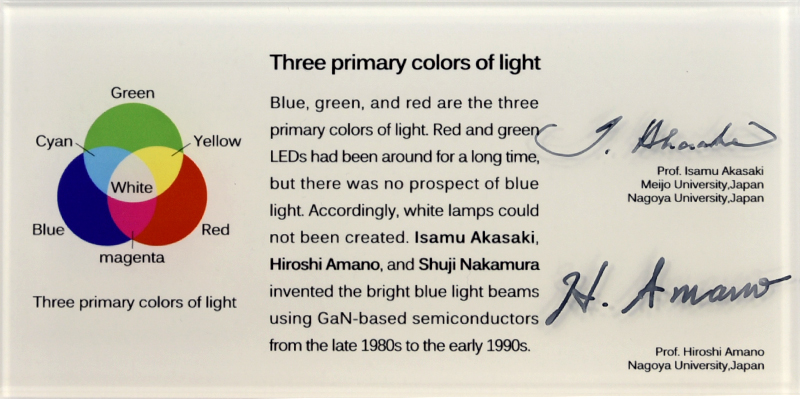 Three primary colors of light
Green
Cyan
Yellow
White
Blue
Red
magenta
Three primary colors of light
Blue, green, and red are the three
primary colors of light. Red and green
LEDs had been around for a long time,
but there was no prospect of blue
light. Accordingly, white lamps could
not been created. Isamu Akasaki,
Hiroshi Amano, and Shuji Nakamura
invented the bright blue light beams
using GaN-based semiconductors
from the late 1980s to the early 1990s.
I. Akasaki
Prof. Isamu Akasaki
Meijo University,Japan
Nagoya University,Japan
H. Amano
Prof. Hiroshi Amano
Nagoya University,Japan